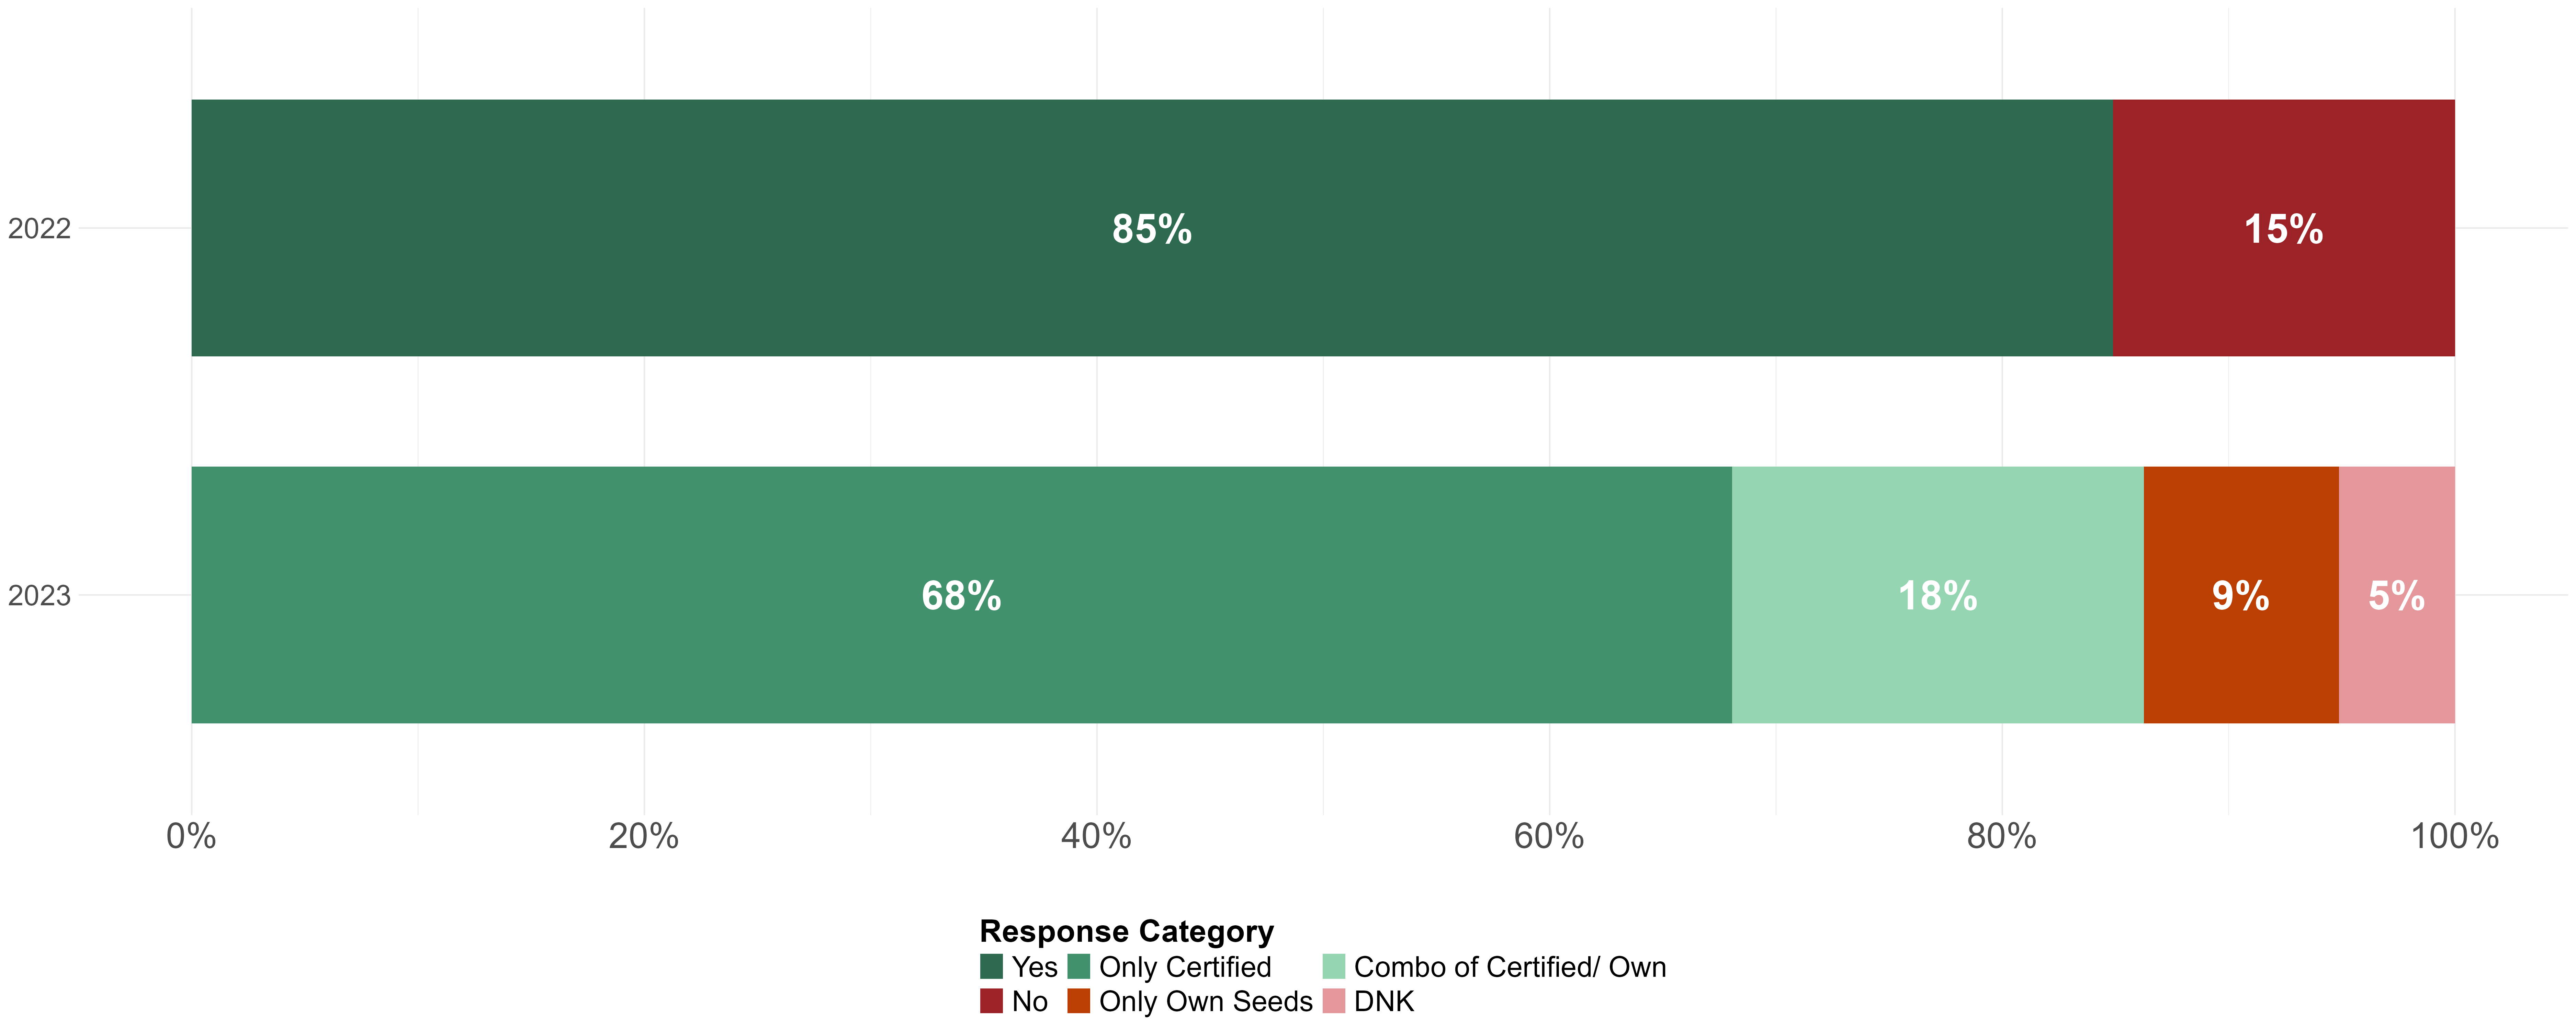 2022
85%
15%
2023
68%
18%
9%
5%
0%
20%
40%
60%
80%
100%
Response Category
Yes
Only Certified
Combo of Certified/ Own
No
Only Own Seeds
DNK